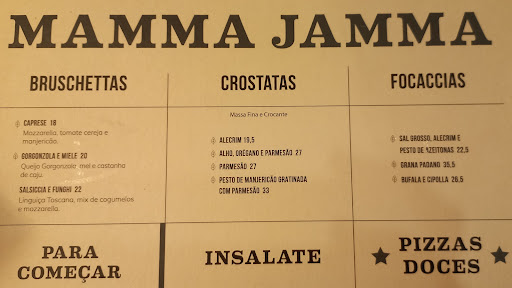 MAMMA JAMMA
BRUSCHETTAS
CAPRESE 18
Mozzarella, tomate cereja e
manjericão.
GORGONZOLA E MIELE 20
Queijo Gorgonzola mel e castanha
de caju.
SALSICCIA E FUNGHI 22
Linguiça Toscana, mix de cogumelos
e mozzarella.
CROSTATAS
Massa Fina e Crocante
ALECRIM 19,5
ALHO, ORÉGANO E PARMESÃO 27
PARMESÃO 27
PESTO DE MANJERICÃO GRATINADA
COM PARMESÃO 33
FOCACCIAS
SAL GROSSO, ALECRIM E
PESTO DE AZEITONAS 22,5
GRANA PADANO 35,5
BUFALA E CIPOLLA 26,5
PARA
COMEÇAR
INSALATE
PIZZAS
DOCES